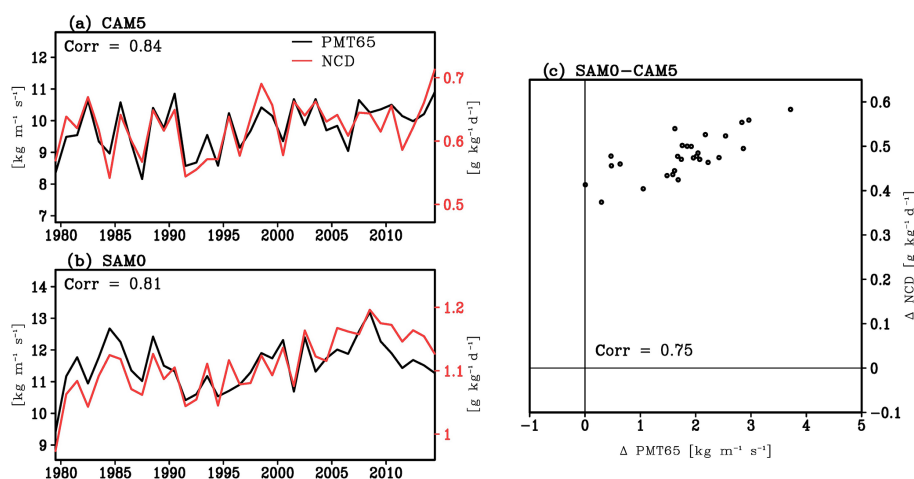 (a) CAM5
Corr = 0.84
PMT65
NCD
12
11
10
9
8
7
[kg m⁻¹ s⁻¹]
0.7
0.6
0.5
[g kg⁻¹ d⁻¹]
1980 1985 1990 1995 2000 2005 2010
(b) SAM0
Corr = 0.81
14
13
12
11
10
9
[kg m⁻¹ s⁻¹]
1.2
1.1
1
[g kg⁻¹ d⁻¹]
1980 1985 1990 1995 2000 2005 2010
(c) SAM0−CAM5
Corr = 0.75
0.6
0.5
0.4
0.3
0.2
0.1
0
−0.1
Δ NCD [g kg⁻¹ d⁻¹]
−1 0 1 2 3 4 5
Δ PMT65 [kg m⁻¹ s⁻¹]